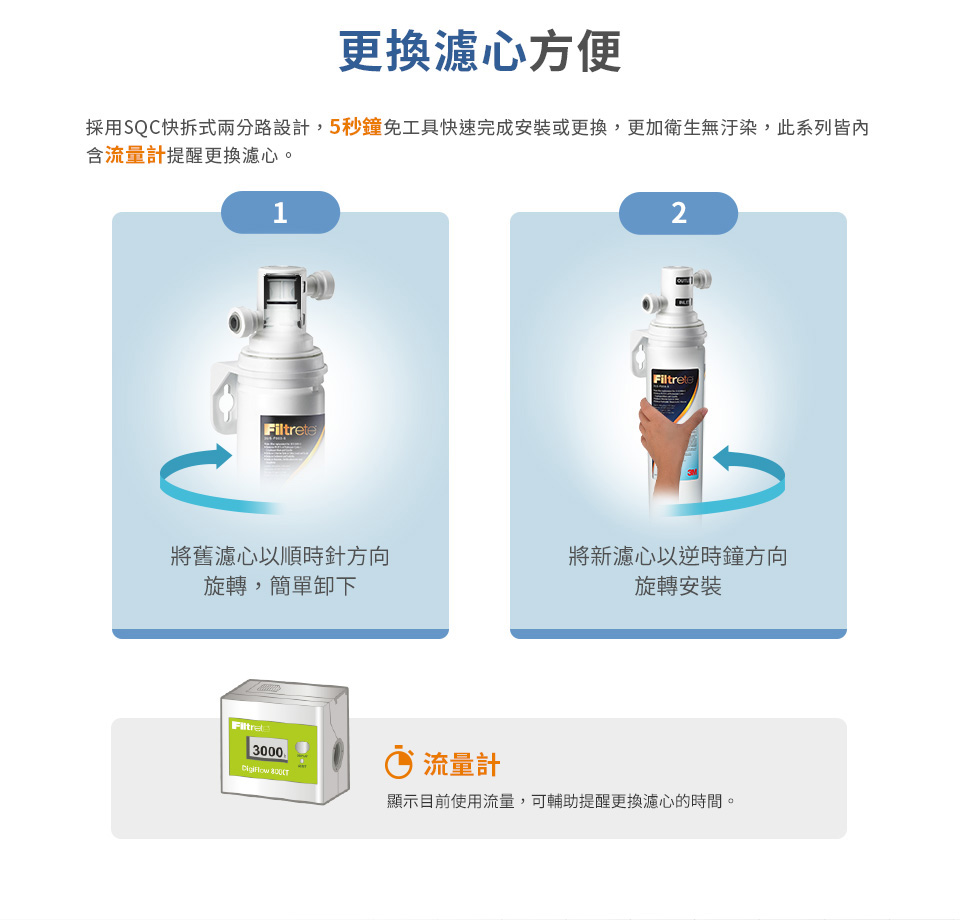 更換濾心方便
採用SQC快拆式兩分路設計，5秒鐘免工具快速完成安裝或更換，更加衛生無汙染，此系列皆內
含流量計提醒更換濾心。
1
2
Filtrete
OUTLET
INLET
Filtrete
3M
將舊濾心以順時針方向
旋轉，簡單卸下
將新濾心以逆時鐘方向
旋轉安裝
Filtrete
3000
DigiFlow 8000T
流量計
顯示目前使用流量，可輔助提醒更換濾心的時間。